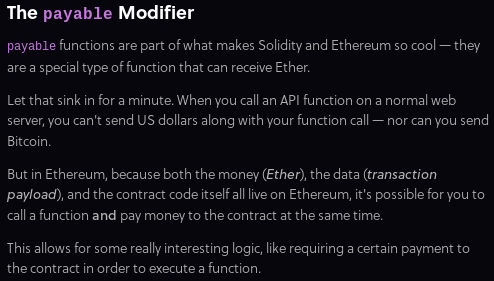 The payable Modifier
payable functions are part of what makes Solidity and Ethereum so cool — they
are a special type of function that can receive Ether.
Let that sink in for a minute. When you call an API function on a normal web
server, you can't send US dollars along with your function call — nor can you send
Bitcoin.
But in Ethereum, because both the money (Ether), the data (transaction
payload), and the contract code itself all live on Ethereum, it's possible for you to
call a function and pay money to the contract at the same time.
This allows for some really interesting logic, like requiring a certain payment to
the contract in order to execute a function.